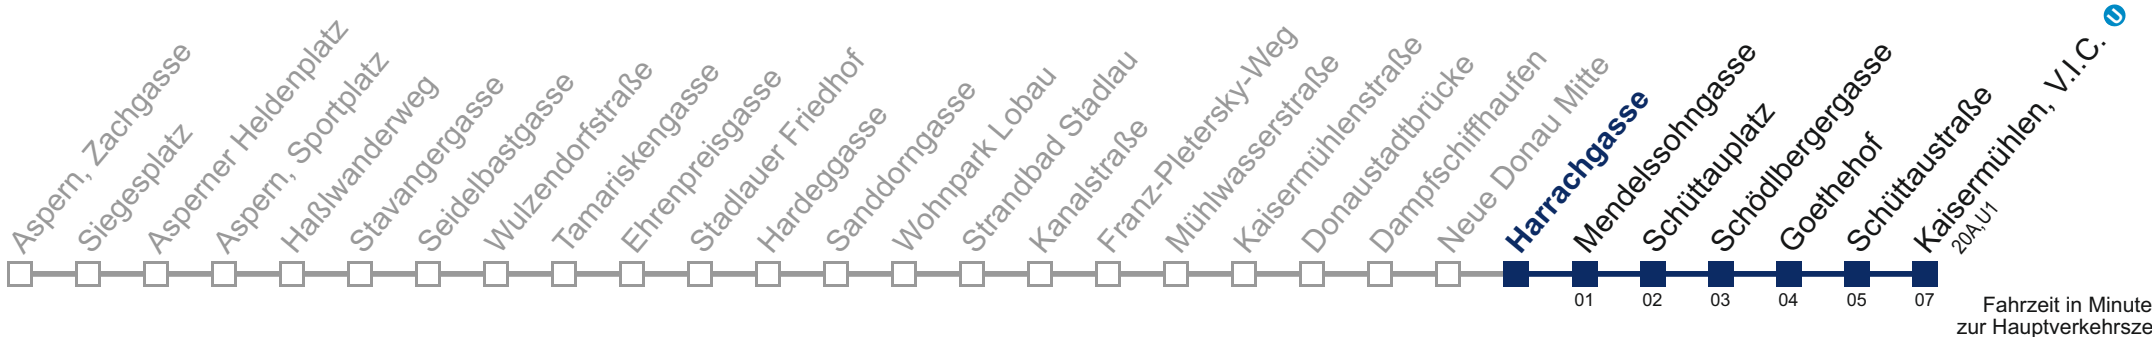 Aspern, Zachgasse
Siegesplatz
Asperner Heldenplatz
Aspern, Sportplatz
Haßlwanderweg
Stavangergasse
Seidelbastgasse
Wulzendorfstraße
Tamariskengasse
Ehrenpreisgasse
Stadlauer Friedhof
Hardeggasse
Sanddorngasse
Wohnpark Lobau
Strandbad Stadlau
Kanalstraße
Franz-Pletersky-Weg
Mühlwasserstraße
Kaisermühlenstraße
Donaustadtbrücke
Dampfschiffhaufen
Neue Donau Mitte
Harrachgasse
Mendelssohngasse
Schüttauplatz
Schödlbergergasse
Goethehof
Schüttaustraße
Kaisermühlen, V.I.C. U
20A,U1
01 02 03 04 05 07
Fahrzeit in Minute
zur Hauptverkehrsze